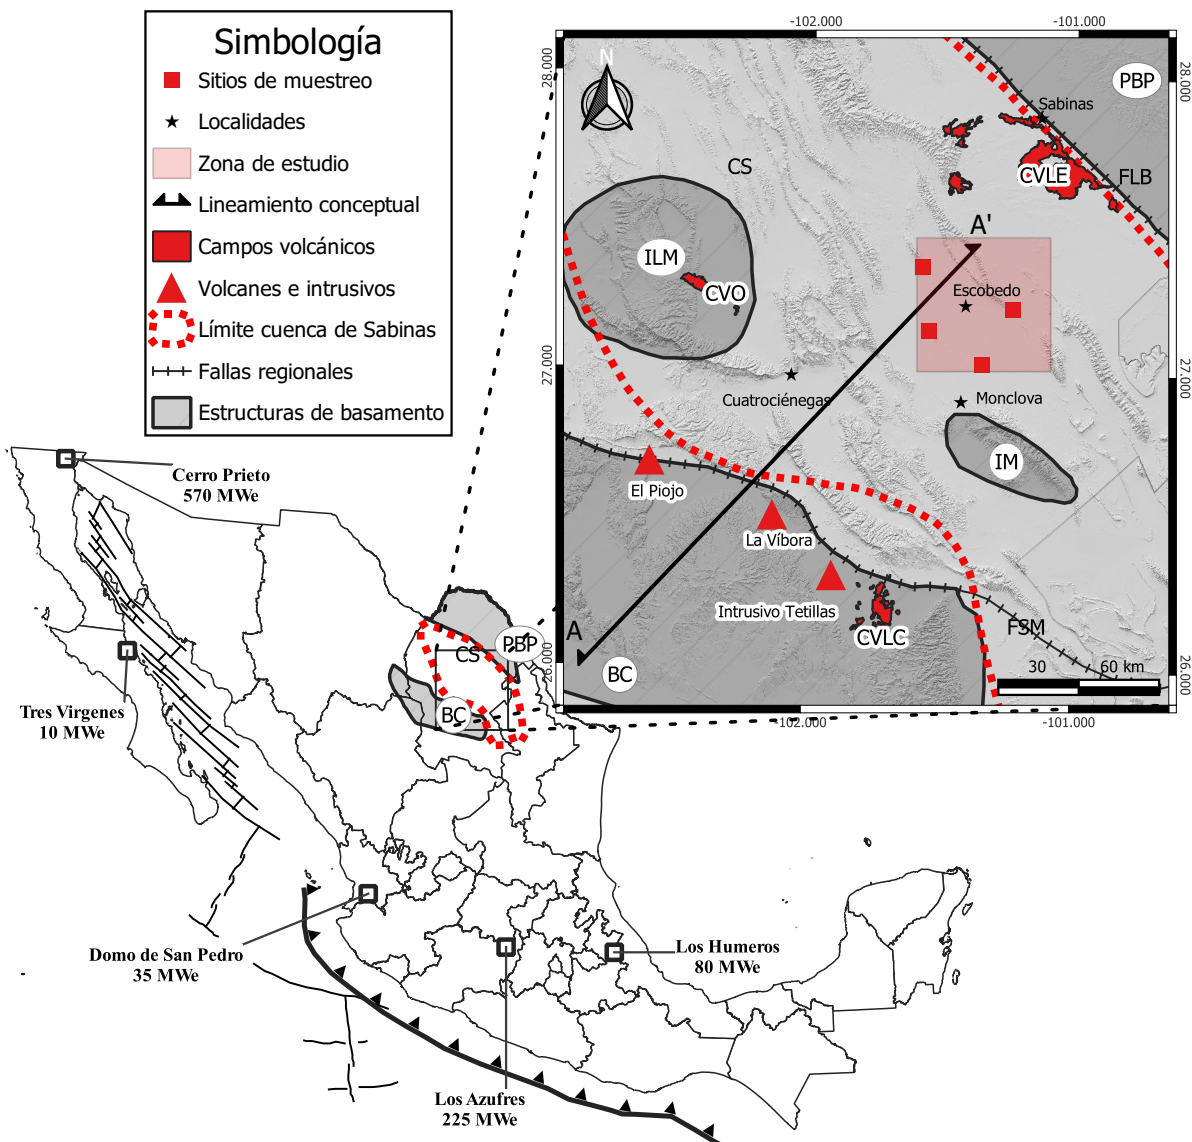 Simbología
Sitios de muestreo
Localidades
Zona de estudio
Lineamiento conceptual
Campos volcánicos
Volcanes e intrusivos
Límite cuenca de Sabinas
Fallas regionales
Estructuras de basamento
-102.000
-101.000
28.000
28.000
N
PBP
Sabinas
CS
CVLE
FLB
A'
ILM
CVO
Escobedo
27.000
27.000
Cuatrociénegas
Monclova
IM
El Piojo
La Víbora
Intrusivo Tetillas
CVLC
A
FSM
BC
30
60 km
26.000
26.000
-102.000
-101.000
Cerro Prieto
570 MWe
PBP
CS
BC
Tres Virgenes
10 MWe
Domo de San Pedro
35 MWe
Los Humeros
80 MWe
Los Azufres
225 MWe